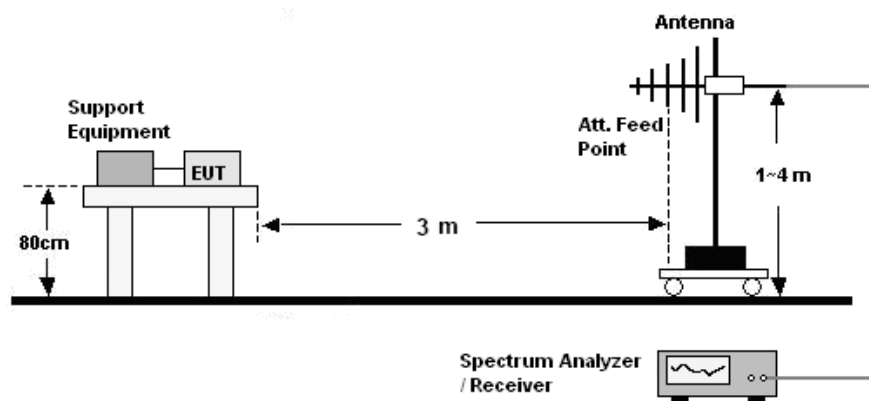 Antenna
Support
Equipment
EUT
Att. Feed
Point
1~4 m
80cm
3 m
Spectrum Analyzer
/ Receiver